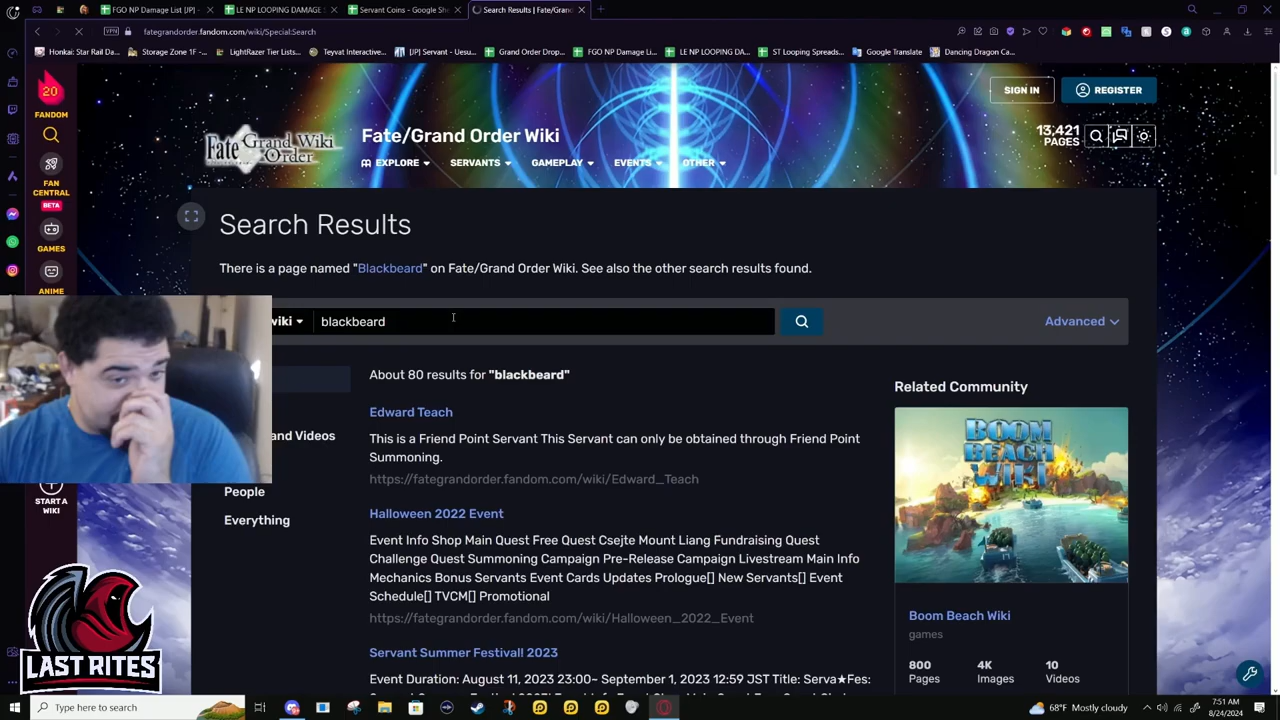 FGO NP Damage List [JP] -
LE NP LOOPING DAMAGE
Servant Coins - Google Sh
Search Results | Fate/Grand
VPN
fategrandorder.fandom.com/wiki/Special:Search
Honkai: Star Rail Da...
Storage Zone 1F -...
LightRazer Tier Lists...
Teyvat Interactive...
[JP] Servant - Uesu...
Grand Order Drop...
FGO NP Damage Li...
LE NP LOOPING DA...
ST Looping Spreads...
Google Translate
Dancing Dragon Ca...
20
FANDOM
FAN CENTRAL
BETA
GAMES
ANIME
START A WIKI
SIGN IN
REGISTER
Fate Grand Order Wiki
Fate/Grand Order Wiki
13,421 PAGES
EXPLORE
SERVANTS
GAMEPLAY
EVENTS
OTHER
Search Results
There is a page named "Blackbeard" on Fate/Grand Order Wiki. See also the other search results found.
wiki
blackbeard
Advanced
About 80 results for "blackbeard"
and Videos
People
Everything
Edward Teach
This is a Friend Point Servant This Servant can only be obtained through Friend Point
Summoning.
https://fategrandorder.fandom.com/wiki/Edward_Teach
Halloween 2022 Event
Event Info Shop Main Quest Free Quest Csejte Mount Liang Fundraising Quest
Challenge Quest Summoning Campaign Pre-Release Campaign Livestream Main Info
Mechanics Bonus Servants Event Cards Updates Prologue[] New Servants[] Event
Schedule[] TVCM[] Promotional
https://fategrandorder.fandom.com/wiki/Halloween_2022_Event
Servant Summer Festival! 2023
Event Duration: August 11, 2023 23:00~ September 1, 2023 12:59 JST Title: Serva★Fes:
Related Community
BOOM BEACH WIKI
Boom Beach Wiki
games
800 Pages
4K Images
10 Videos
LAST RITES
Type here to search
68°F Mostly cloudy
7:51 AM
8/24/2024